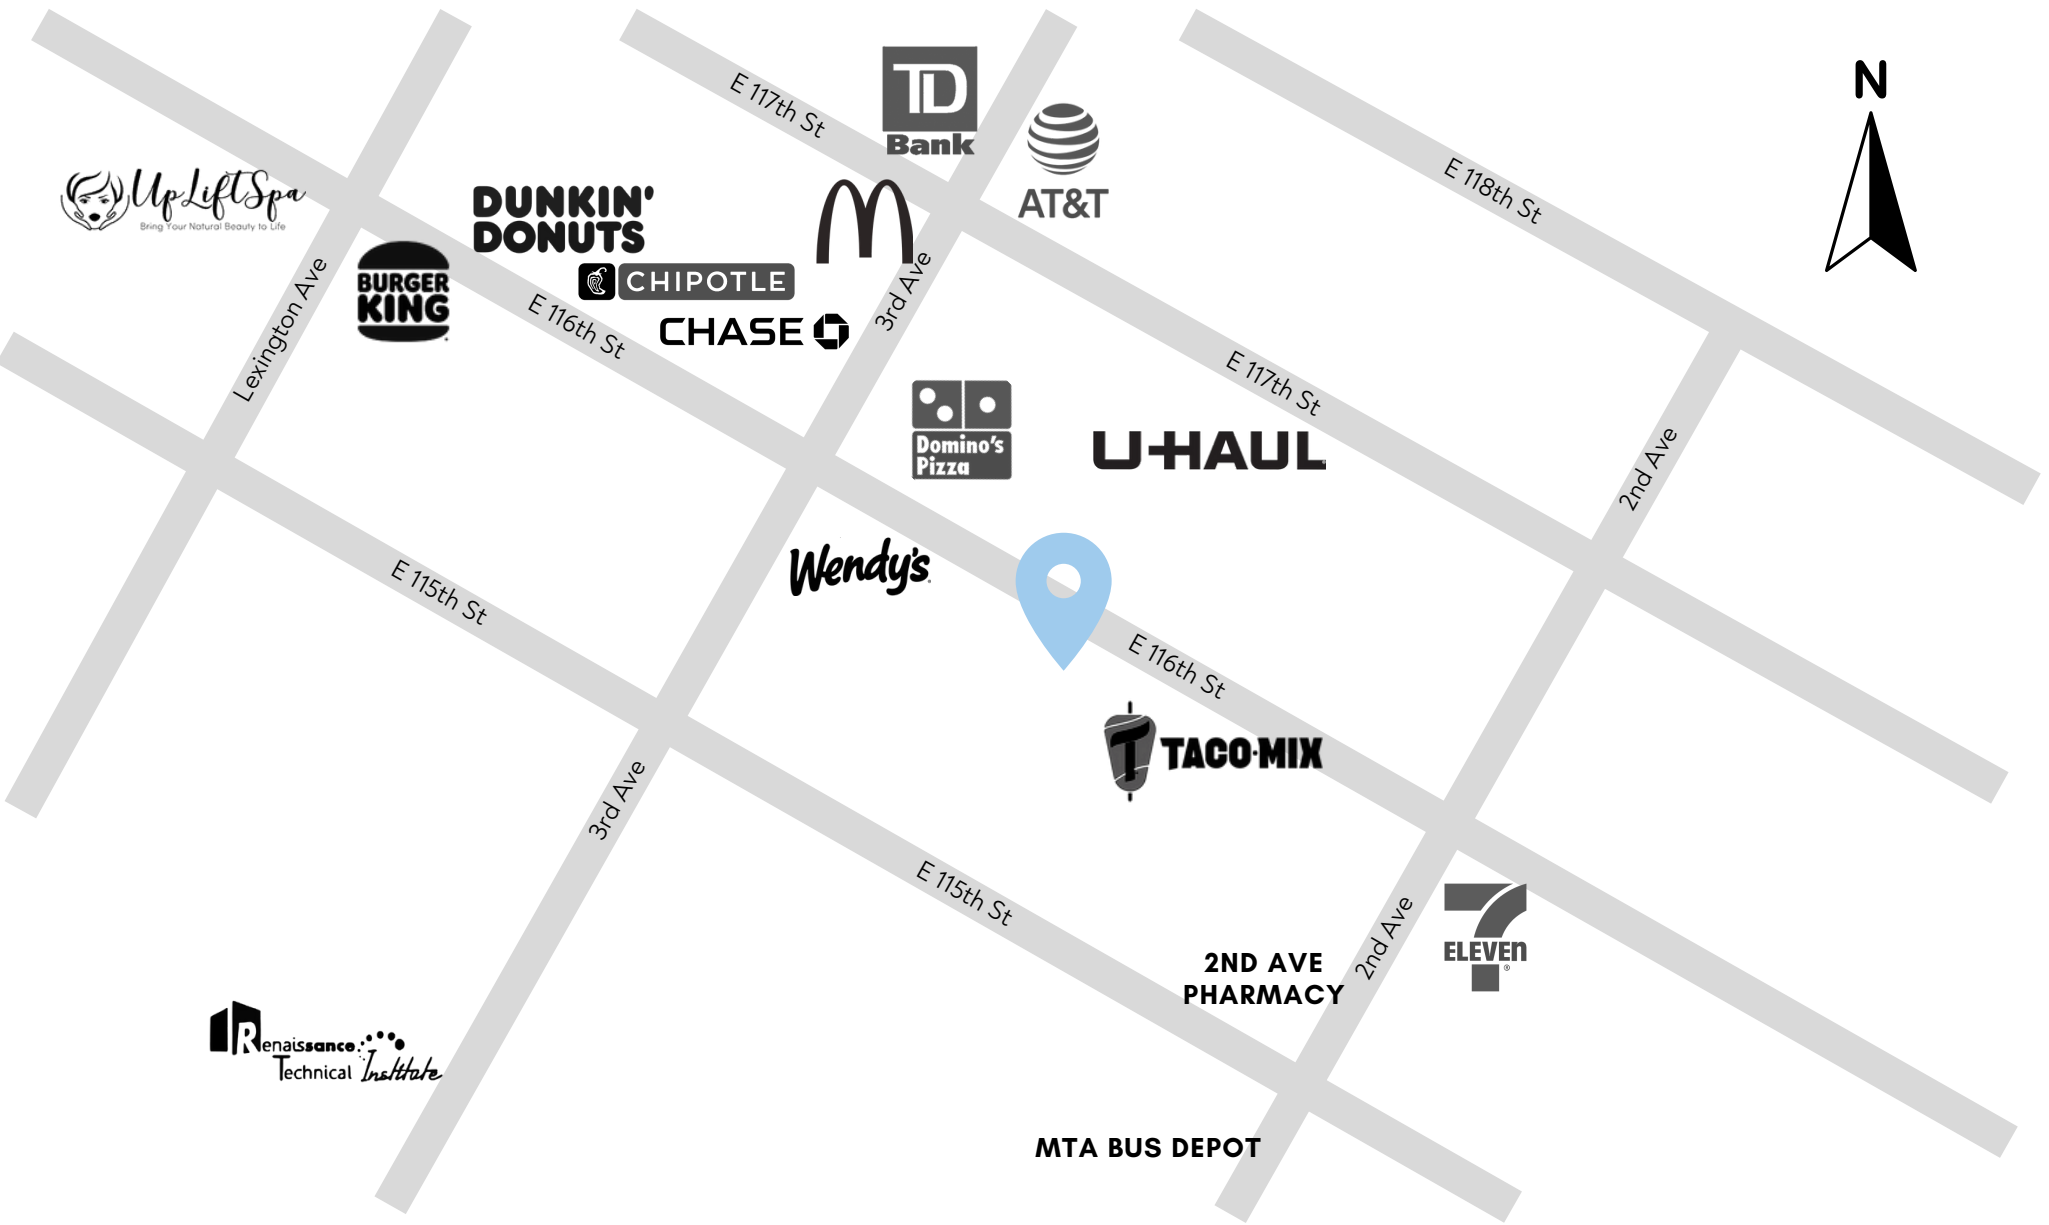 N
TD
Bank
E 117th St
AT&T
E 118th St
UpLiftSpa
Bring Your Natural Beauty to Life
DUNKIN'
DONUTS
BURGER
KING
CHIPOTLE
Lexington Ave
E 116th St
CHASE
3rd Ave
Domino's
Pizza
E 117th St
U-HAUL
2nd Ave
Wendy's
E 115th St
E 116th St
T
TACO·MIX
3rd Ave
E 115th St
2nd Ave
7
ELEVEn
®
2ND AVE
PHARMACY
Renaissance
Technical Institute
MTA BUS DEPOT